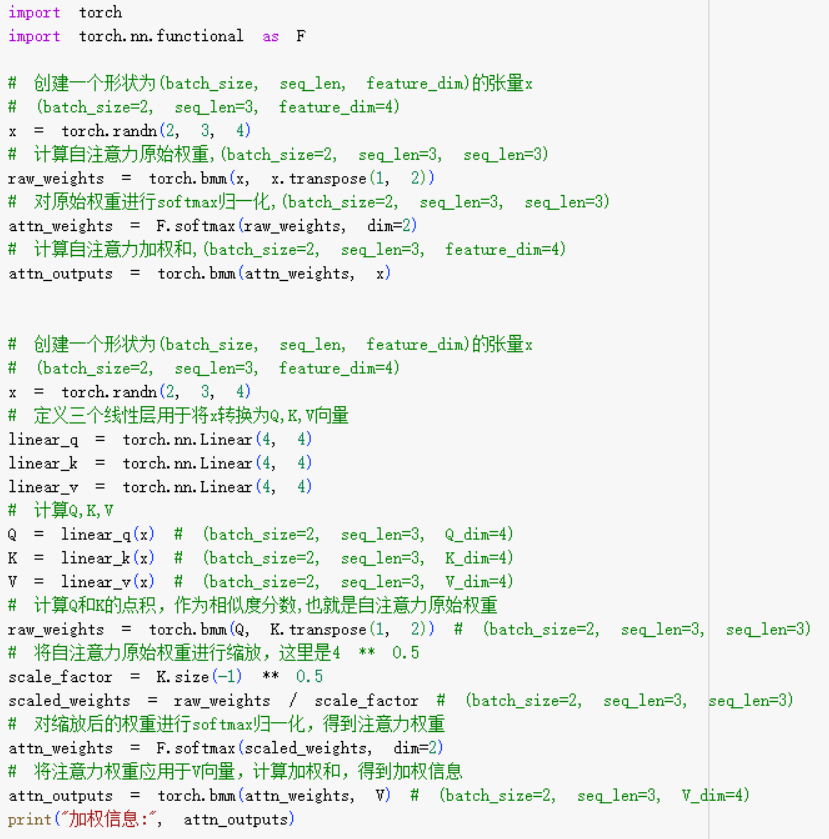 import torch
import torch.nn.functional as F
# 创建一个形状为(batch_size, seq_len, feature_dim)的张量x
# (batch_size=2, seq_len=3, feature_dim=4)
x = torch.randn(2, 3, 4)
# 计算自注意力原始权重,(batch_size=2, seq_len=3, seq_len=3)
raw_weights = torch.bmm(x, x.transpose(1, 2))
# 对原始权重进行softmax归一化,(batch_size=2, seq_len=3, seq_len=3)
attn_weights = F.softmax(raw_weights, dim=2)
# 计算自注意力加权和,(batch_size=2, seq_len=3, feature_dim=4)
attn_outputs = torch.bmm(attn_weights, x)
# 创建一个形状为(batch_size, seq_len, feature_dim)的张量x
# (batch_size=2, seq_len=3, feature_dim=4)
x = torch.randn(2, 3, 4)
# 定义三个线性层用于将x转换为Q,K,V向量
linear_q = torch.nn.Linear(4, 4)
linear_k = torch.nn.Linear(4, 4)
linear_v = torch.nn.Linear(4, 4)
# 计算Q,K,V
Q = linear_q(x) # (batch_size=2, seq_len=3, Q_dim=4)
K = linear_k(x) # (batch_size=2, seq_len=3, K_dim=4)
V = linear_v(x) # (batch_size=2, seq_len=3, V_dim=4)
# 计算Q和K的点积，作为相似度分数,也就是自注意力原始权重
raw_weights = torch.bmm(Q, K.transpose(1, 2)) # (batch_size=2, seq_len=3, seq_len=3)
# 将自注意力原始权重进行缩放，这里是4 ** 0.5
scale_factor = K.size(-1) ** 0.5
scaled_weights = raw_weights / scale_factor # (batch_size=2, seq_len=3, seq_len=3)
# 对缩放后的权重进行softmax归一化，得到注意力权重
attn_weights = F.softmax(scaled_weights, dim=2)
# 将注意力权重应用于V向量，计算加权和，得到加权信息
attn_outputs = torch.bmm(attn_weights, V) # (batch_size=2, seq_len=3, V_dim=4)
print("加权信息:", attn_outputs)